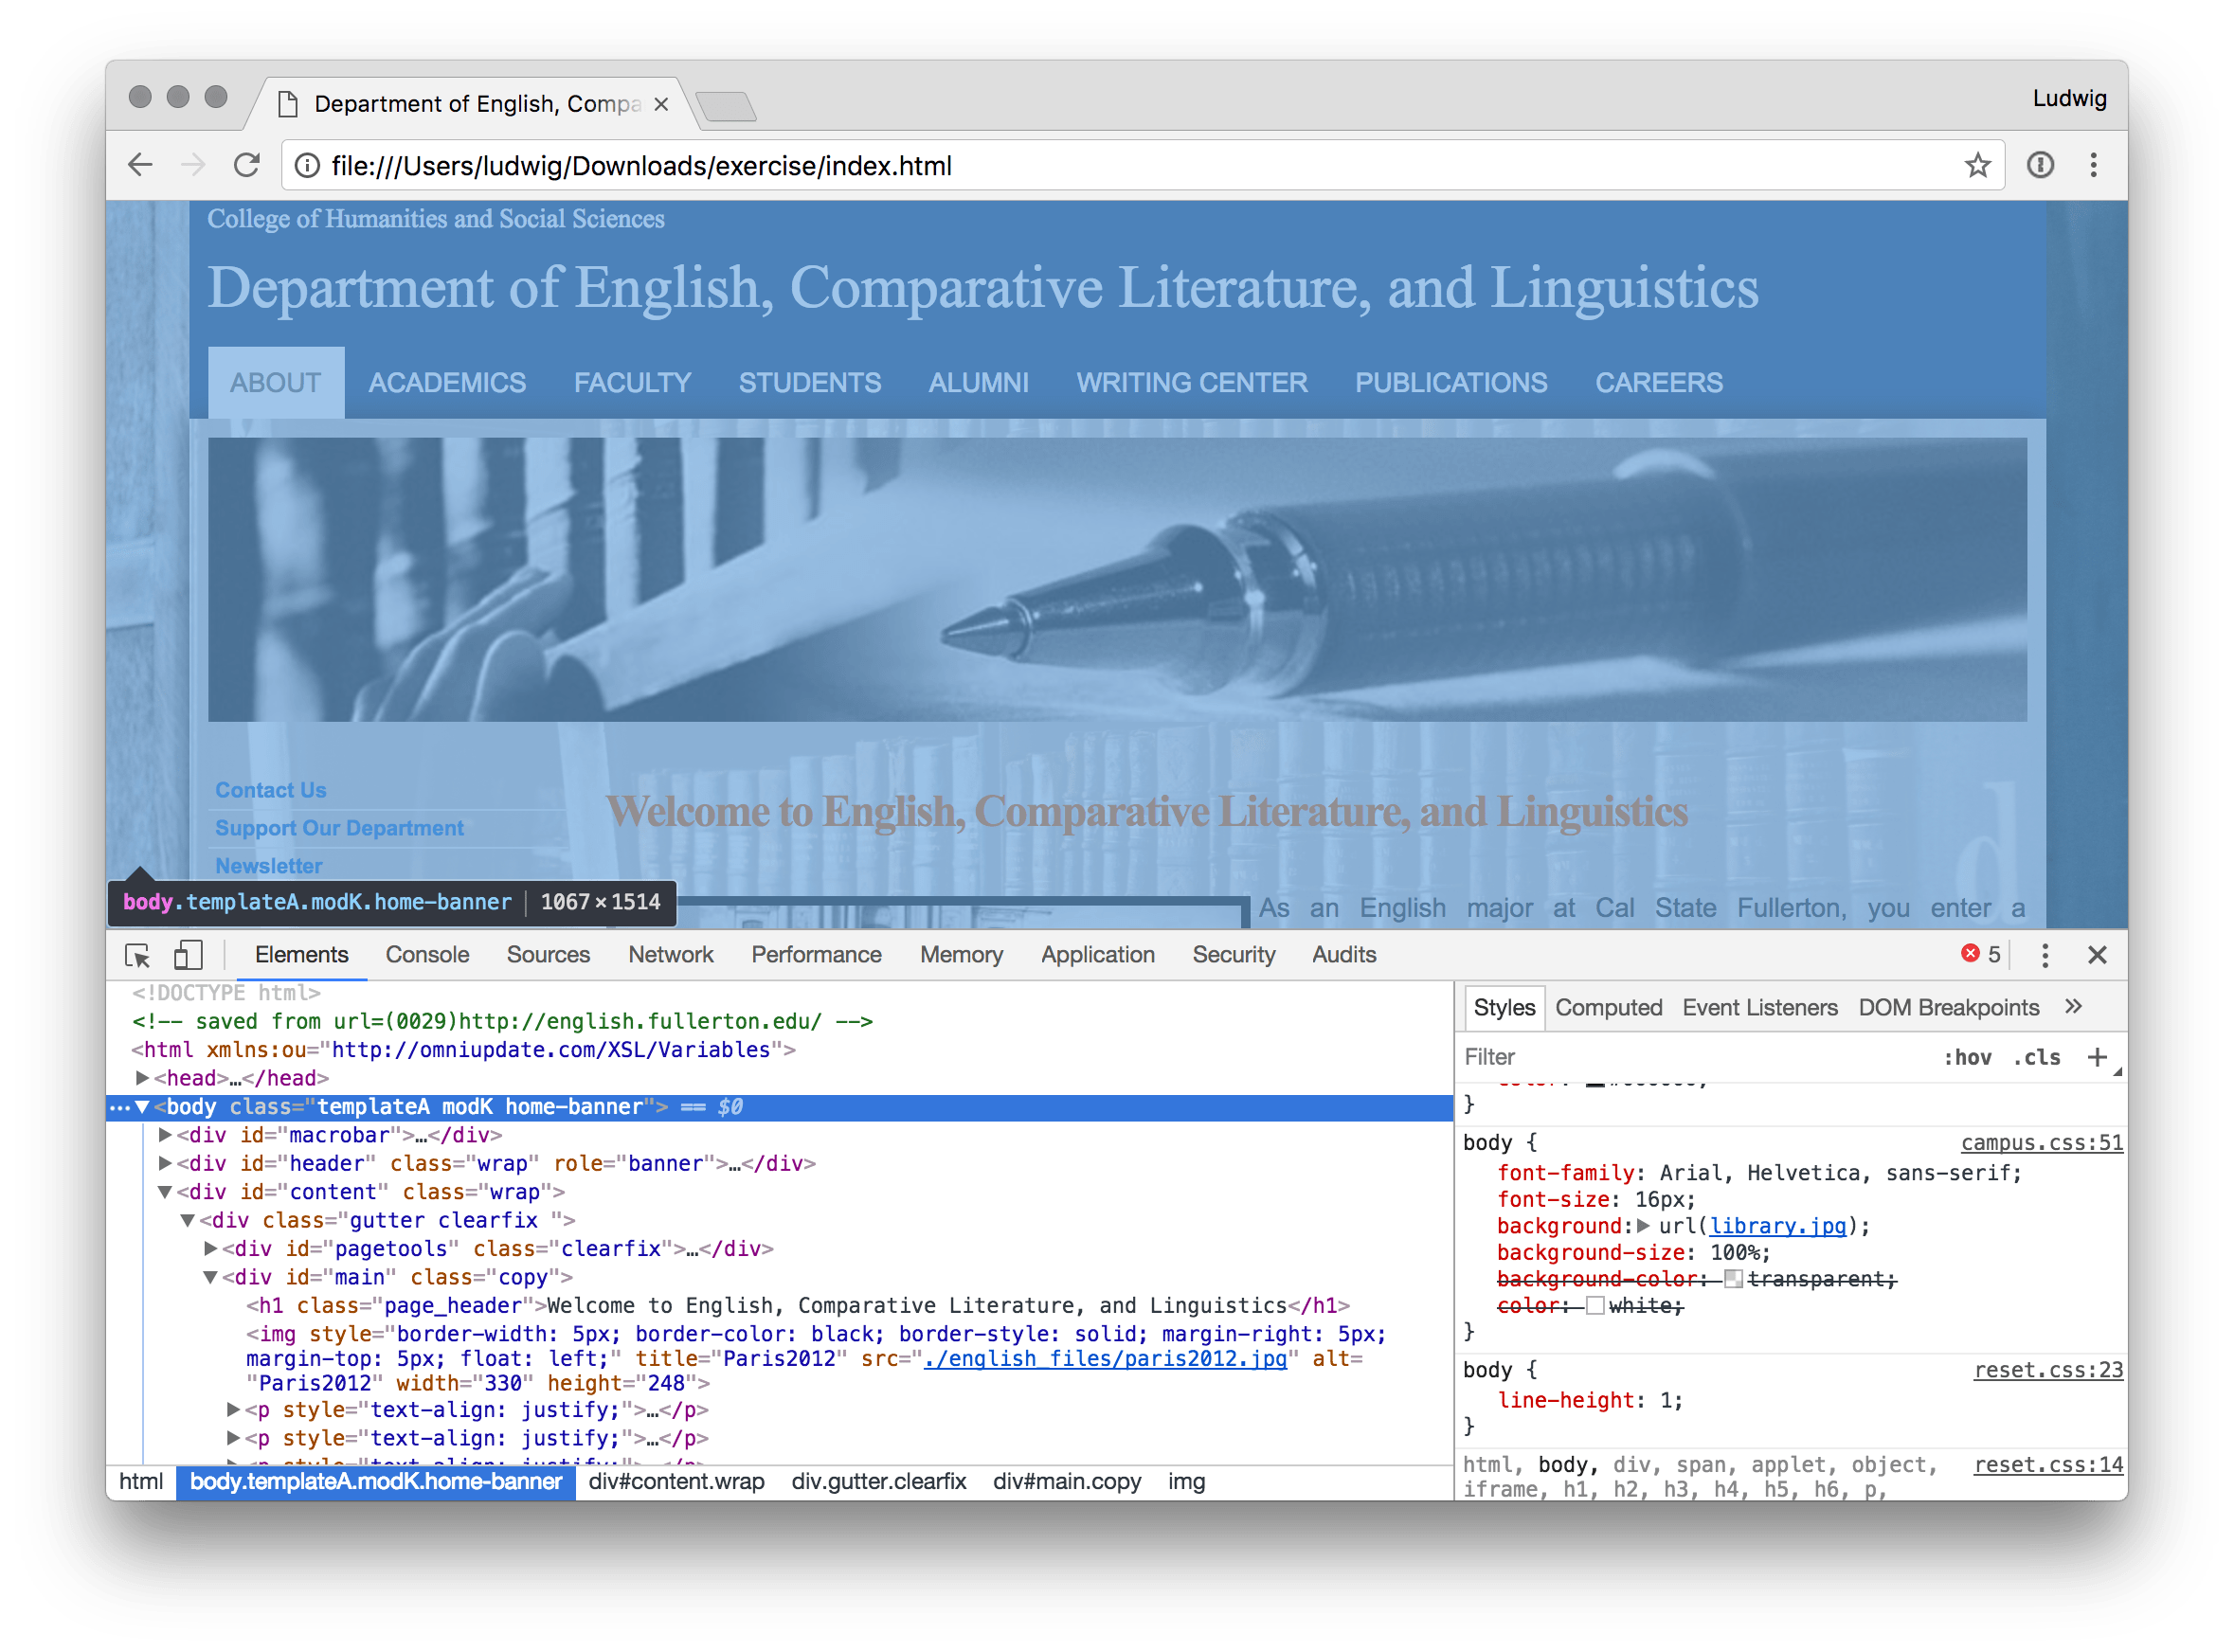 Department of English, Compa
Ludwig
file:///Users/ludwig/Downloads/exercise/index.html
College of Humanities and Social Sciences
Department of English, Comparative Literature, and Linguistics
ABOUT ACADEMICS FACULTY STUDENTS ALUMNI WRITING CENTER PUBLICATIONS CAREERS
Contact Us
Support Our Department
Newsletter
Welcome to English, Comparative Literature, and Linguistics
As an English major at Cal State Fullerton, you enter a
body.templateA.modK.home-banner | 1067 × 1514
Elements Console Sources Network Performance Memory Application Security Audits 5
<!DOCTYPE html>
<!-- saved from url=(0029)http://english.fullerton.edu/ -->
<html xmlns:ou="http://omniupdate.com/XSL/Variables">
<head>…</head>
<body class="templateA modK home-banner"> == $0
<div id="macrobar">…</div>
<div id="header" class="wrap" role="banner">…</div>
<div id="content" class="wrap">
<div class="gutter clearfix ">
<div id="pagetools" class="clearfix">…</div>
<div id="main" class="copy">
<h1 class="page_header">Welcome to English, Comparative Literature, and Linguistics</h1>
<img style="border-width: 5px; border-color: black; border-style: solid; margin-right: 5px;
margin-top: 5px; float: left;" title="Paris2012" src="./english_files/paris2012.jpg" alt=
"Paris2012" width="330" height="248">
<p style="text-align: justify;">…</p>
<p style="text-align: justify;">…</p>
html body.templateA.modK.home-banner div#content.wrap div.gutter.clearfix div#main.copy img
Styles Computed Event Listeners DOM Breakpoints »
Filter :hov .cls +
}
body { campus.css:51
font-family: Arial, Helvetica, sans-serif;
font-size: 16px;
background: url(library.jpg);
background-size: 100%;
background-color: transparent;
color: white;
}
body { reset.css:23
line-height: 1;
}
html, body, div, span, applet, object, reset.css:14
iframe, h1, h2, h3, h4, h5, h6, p,